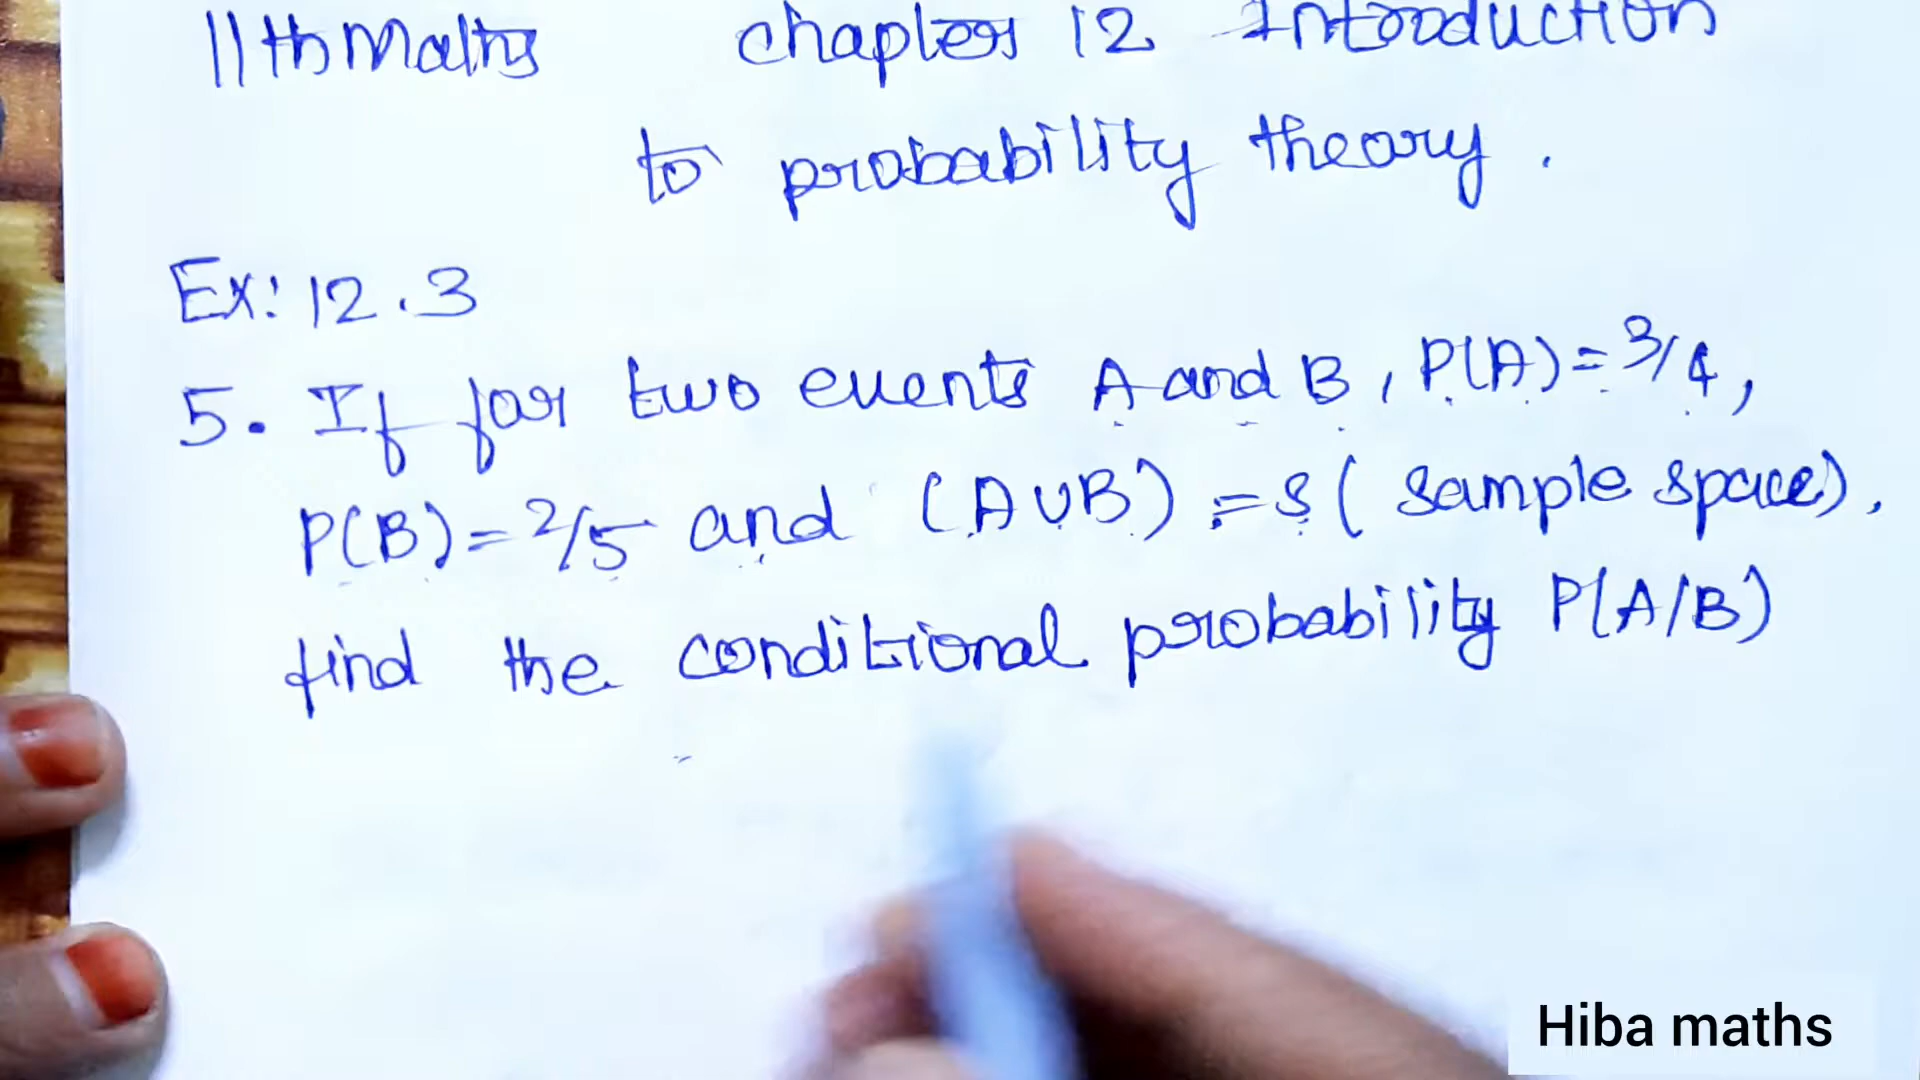 11th Maths chapter 12 Introduction
to probability theory.
Ex: 12.3
5. If for two events A and B, P(A)=3/4,
P(B)=2/5 and (A∪B) = S ( sample space).
find the conditional probability P(A/B)
Hiba maths